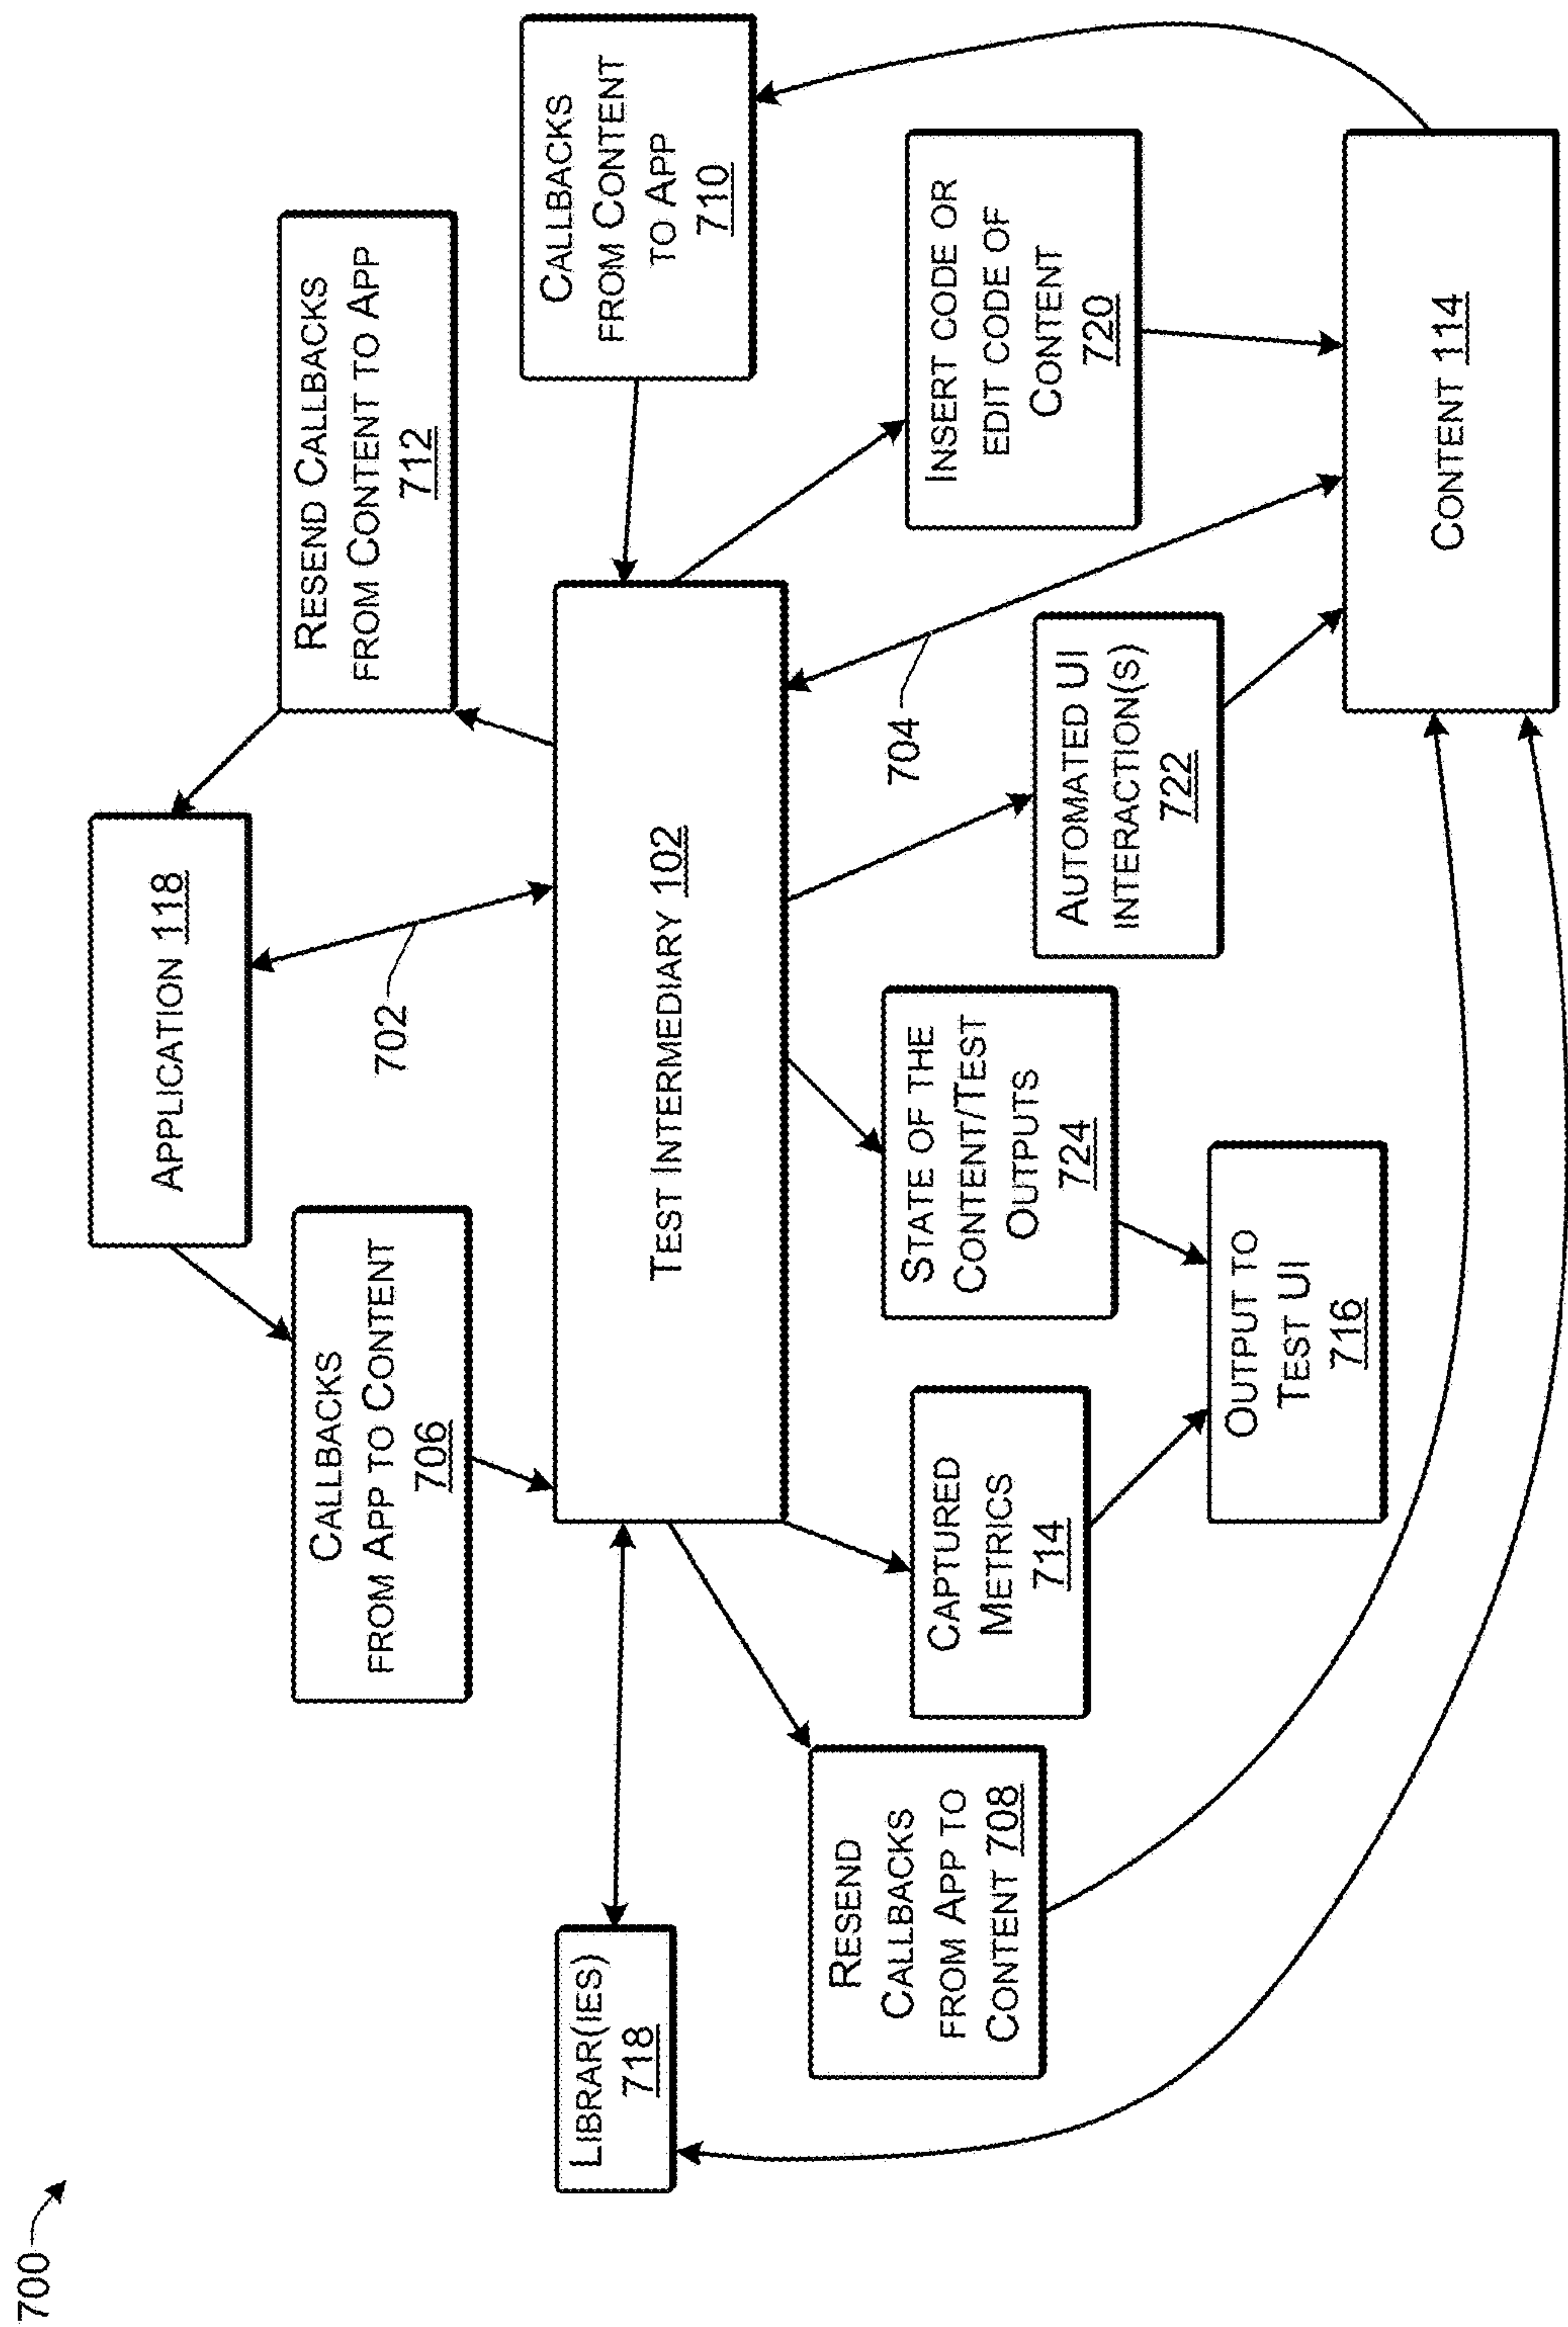 700
APPLICATION 118
CALLBACKS
FROM APP TO CONTENT
706
702
RESEND CALLBACKS
FROM CONTENT TO APP
712
LIBRAR(IES)
718
TEST INTERMEDIARY 102
CALLBACKS
FROM CONTENT
TO APP
710
RESEND
CALLBACKS
FROM APP TO
CONTENT 708
CAPTURED
METRICS
714
STATE OF THE
CONTENT/TEST
OUTPUTS
724
704
INSERT CODE OR
EDIT CODE OF
CONTENT
720
AUTOMATED UI
INTERACTION(S)
722
OUTPUT TO
TEST UI
716
CONTENT 114